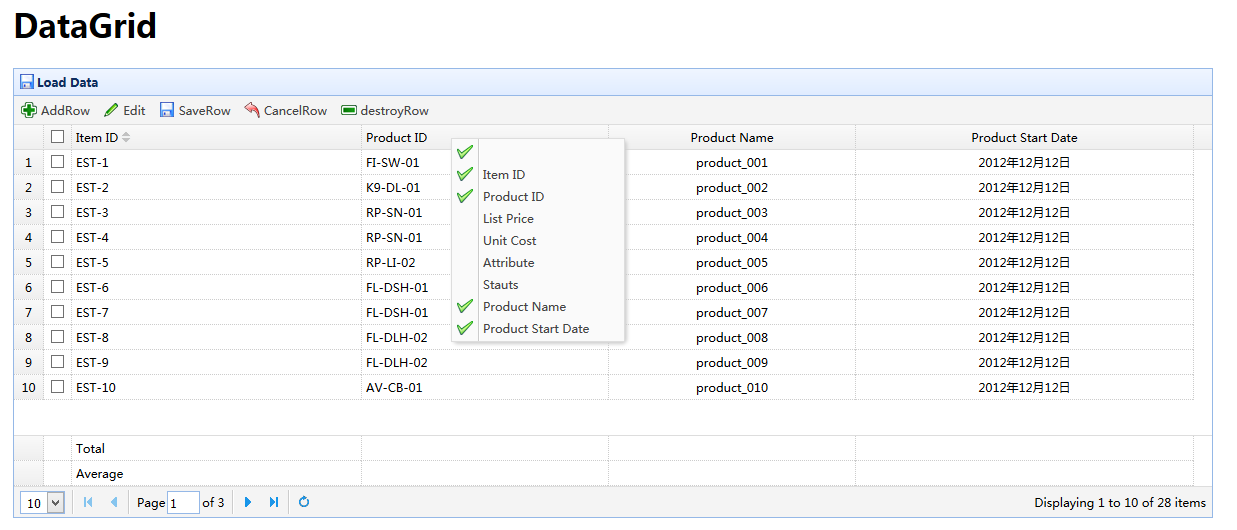 DataGrid
Load Data
AddRow Edit SaveRow CancelRow destroyRow
Item ID Product ID Product Name Product Start Date
1 EST-1 FI-SW-01 product_001 2012年12月12日
2 EST-2 K9-DL-01 product_002 2012年12月12日
3 EST-3 RP-SN-01 product_003 2012年12月12日
4 EST-4 RP-SN-01 product_004 2012年12月12日
5 EST-5 RP-LI-02 product_005 2012年12月12日
6 EST-6 FL-DSH-01 product_006 2012年12月12日
7 EST-7 FL-DSH-01 product_007 2012年12月12日
8 EST-8 FL-DLH-02 product_008 2012年12月12日
9 EST-9 FL-DLH-02 product_009 2012年12月12日
10 EST-10 AV-CB-01 product_010 2012年12月12日
Item ID
Product ID
List Price
Unit Cost
Attribute
Stauts
Product Name
Product Start Date
Total
Average
10 Page 1 of 3 Displaying 1 to 10 of 28 items